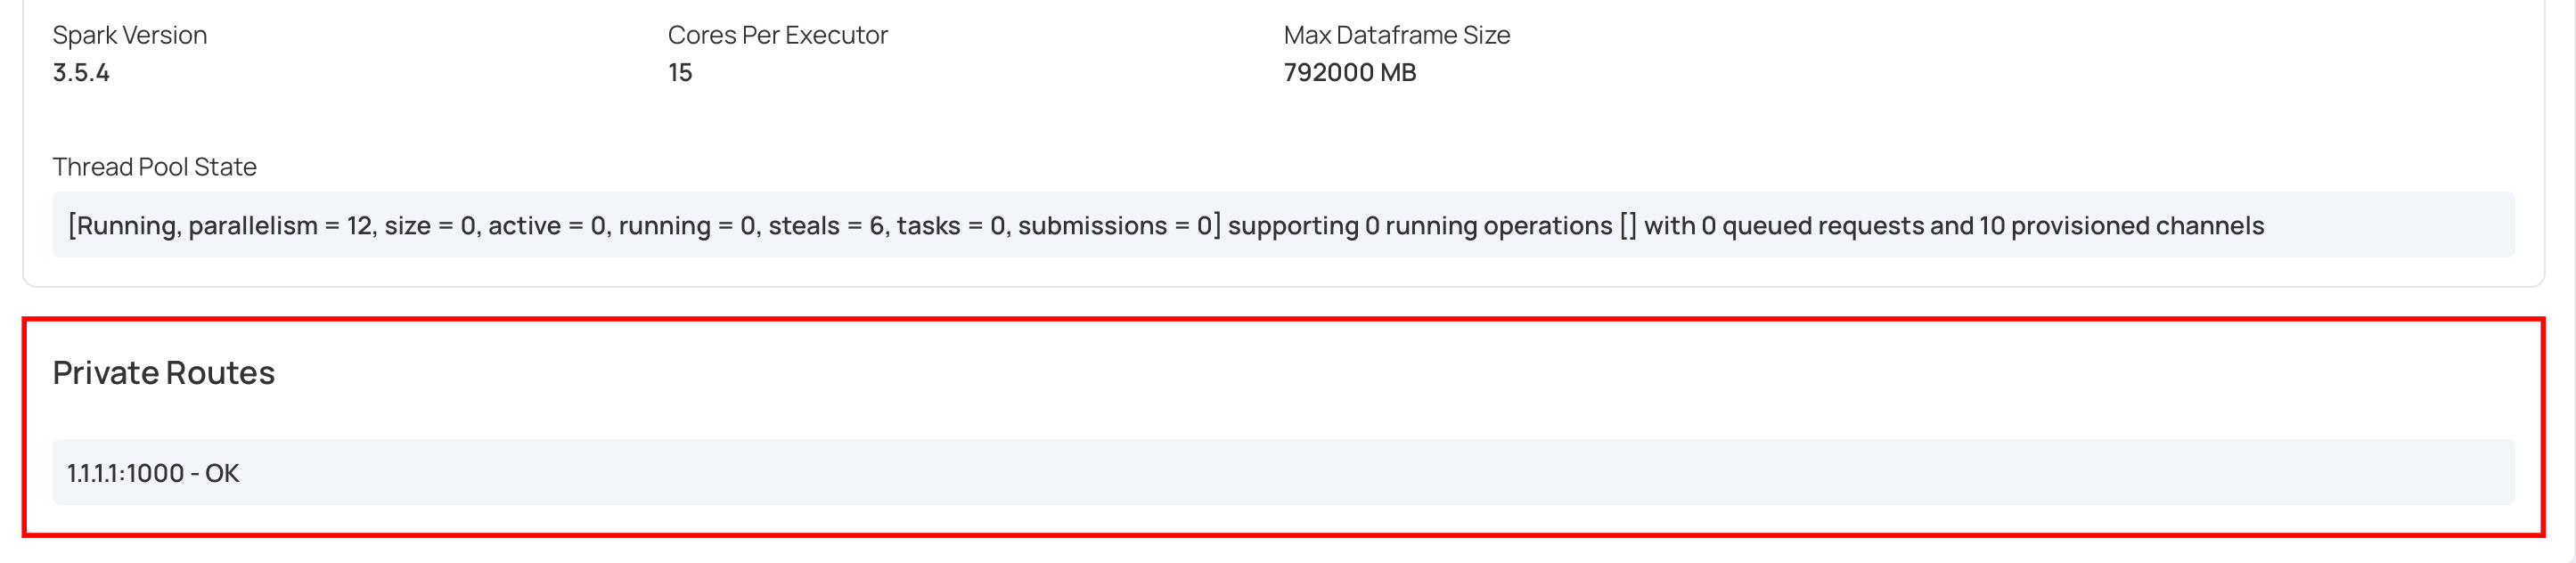 Spark Version
Cores Per Executor
Max Dataframe Size
3.5.4
15
792000 MB
Thread Pool State
[Running, parallelism = 12, size = 0, active = 0, running = 0, steals = 6, tasks = 0, submissions = 0] supporting 0 running operations [] with 0 queued requests and 10 provisioned channels
Private Routes
1.1.1.1:1000 - OK